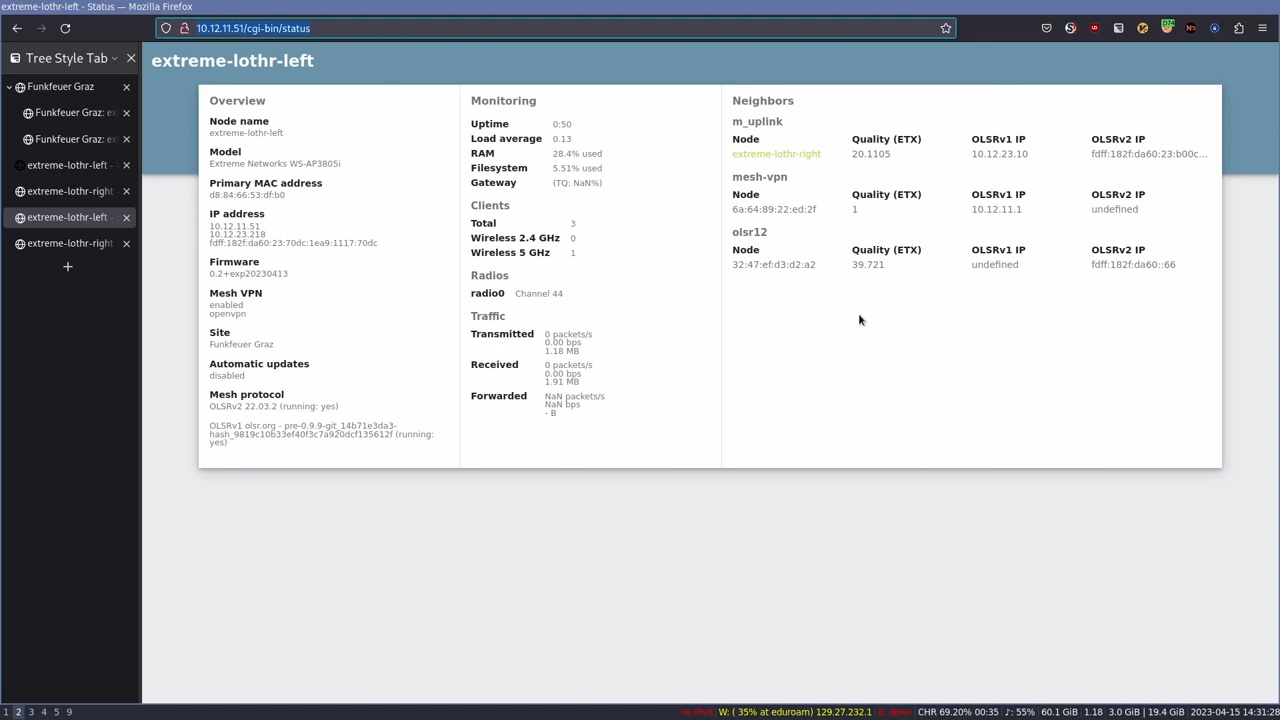 extreme-lothr-left - Status — Mozilla Firefox
10.12.11.51/cgi-bin/status
Tree Style Tab
Funkfeuer Graz
Funkfeuer Graz: ex
Funkfeuer Graz: ex
extreme-lothr-left -
extreme-lothr-right
extreme-lothr-left -
extreme-lothr-right
extreme-lothr-left
Overview
Node name
extreme-lothr-left
Model
Extreme Networks WS-AP3805i
Primary MAC address
d8:84:66:53:df:b0
IP address
10.12.11.51
10.12.23.218
fdff:182f:da60:23:70dc:1ea9:1117:70dc
Firmware
0.2+exp20230413
Mesh VPN
enabled
openvpn
Site
Funkfeuer Graz
Automatic updates
disabled
Mesh protocol
OLSRv2 22.03.2 (running: yes)
OLSRv1 olsr.org - pre-0.9.9-git_14b71e3da3-
hash_9819c10b33ef40f3c7a920dcf135612f (running:
yes)
Monitoring
Uptime 0:50
Load average 0.13
RAM 28.4% used
Filesystem 5.51% used
Gateway (TQ: NaN%)
Clients
Total 3
Wireless 2.4 GHz 0
Wireless 5 GHz 1
Radios
radio0 Channel 44
Traffic
Transmitted 0 packets/s
0.00 bps
1.18 MB
Received 0 packets/s
0.00 bps
1.91 MB
Forwarded NaN packets/s
NaN bps
- B
Neighbors
m_uplink
Node Quality (ETX) OLSRv1 IP OLSRv2 IP
extreme-lothr-right 20.1105 10.12.23.10 fdff:182f:da60:23:b00c...
mesh-vpn
Node Quality (ETX) OLSRv1 IP OLSRv2 IP
6a:64:89:22:ed:2f 1 10.12.11.1 undefined
olsr12
Node Quality (ETX) OLSRv1 IP OLSRv2 IP
32:47:ef:d3:d2:a2 39.721 undefined fdff:182f:da60::66
1 2 3 4 5 9
no IPv6 W: ( 35% at eduroam) 129.27.232.1 E: down CHR 69.20% 00:35 ♪: 55% 60.1 GiB 1.18 3.0 GiB | 19.4 GiB 2023-04-15 14:31:28